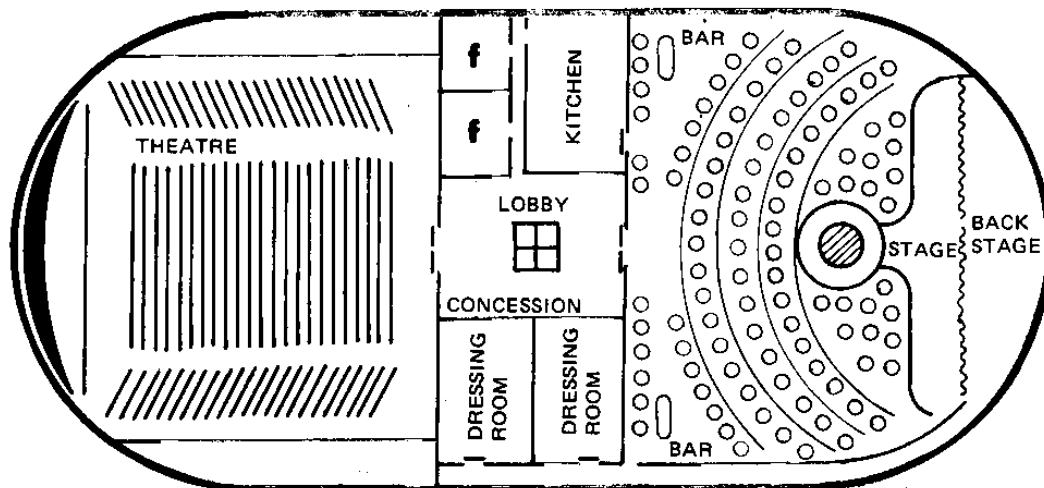 BAR
f
KITCHEN
f
THEATRE
LOBBY
BACK
STAGE
STAGE
CONCESSION
DRESSING
ROOM
DRESSING
ROOM
BAR